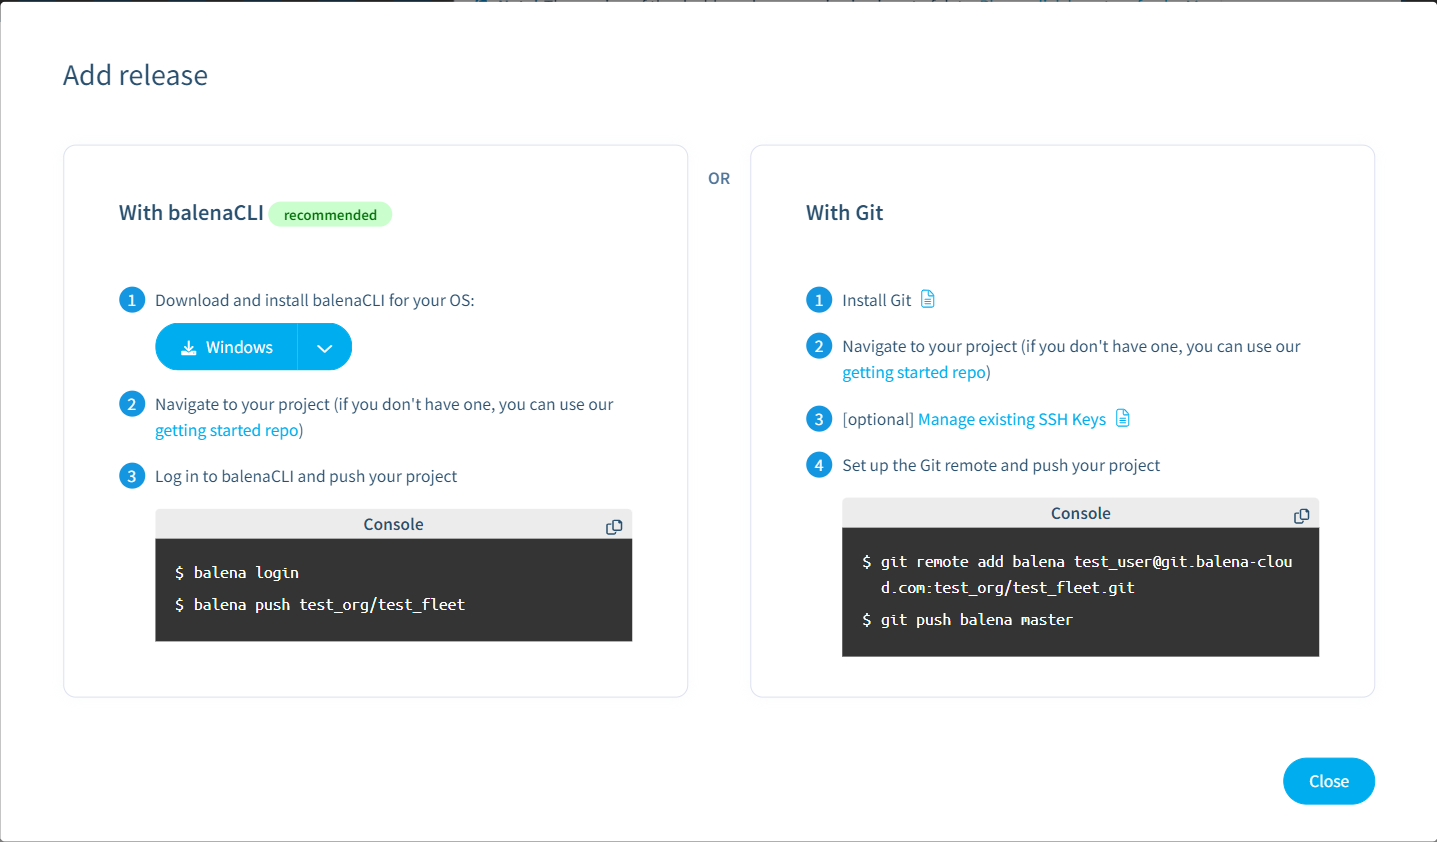 Add release
With balenaCLI recommended
1 Download and install balenaCLI for your OS:
Windows
2 Navigate to your project (if you don't have one, you can use our
getting started repo)
3 Log in to balenaCLI and push your project
Console
$ balena login
$ balena push test_org/test_fleet
OR
With Git
1 Install Git
2 Navigate to your project (if you don't have one, you can use our
getting started repo)
3 [optional] Manage existing SSH Keys
4 Set up the Git remote and push your project
Console
$ git remote add balena test_user@git.balena-clou
d.com:test_org/test_fleet.git
$ git push balena master
Close